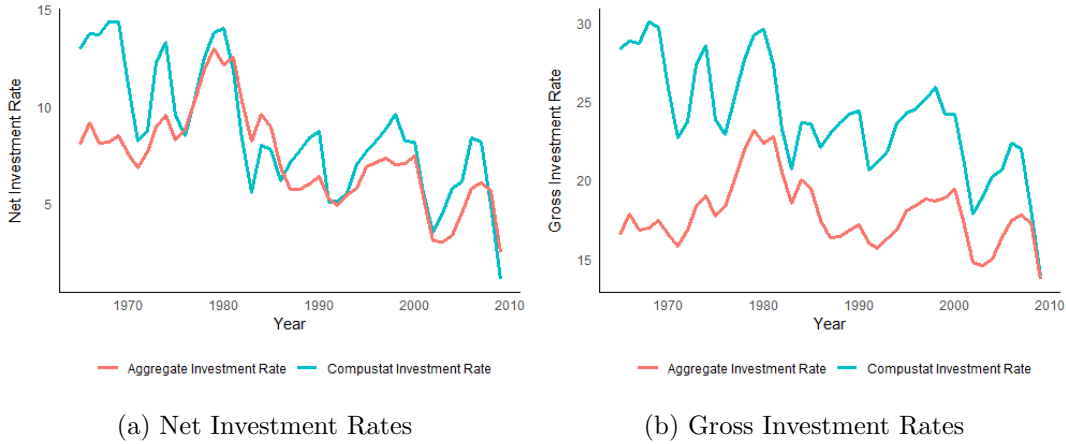 15
10
5
Net Investment Rate
1970 1980 1990 2000 2010
Year
Aggregate Investment Rate Compustat Investment Rate
(a) Net Investment Rates
30
25
20
15
Gross Investment Rate
1970 1980 1990 2000 2010
Year
Aggregate Investment Rate Compustat Investment Rate
(b) Gross Investment Rates